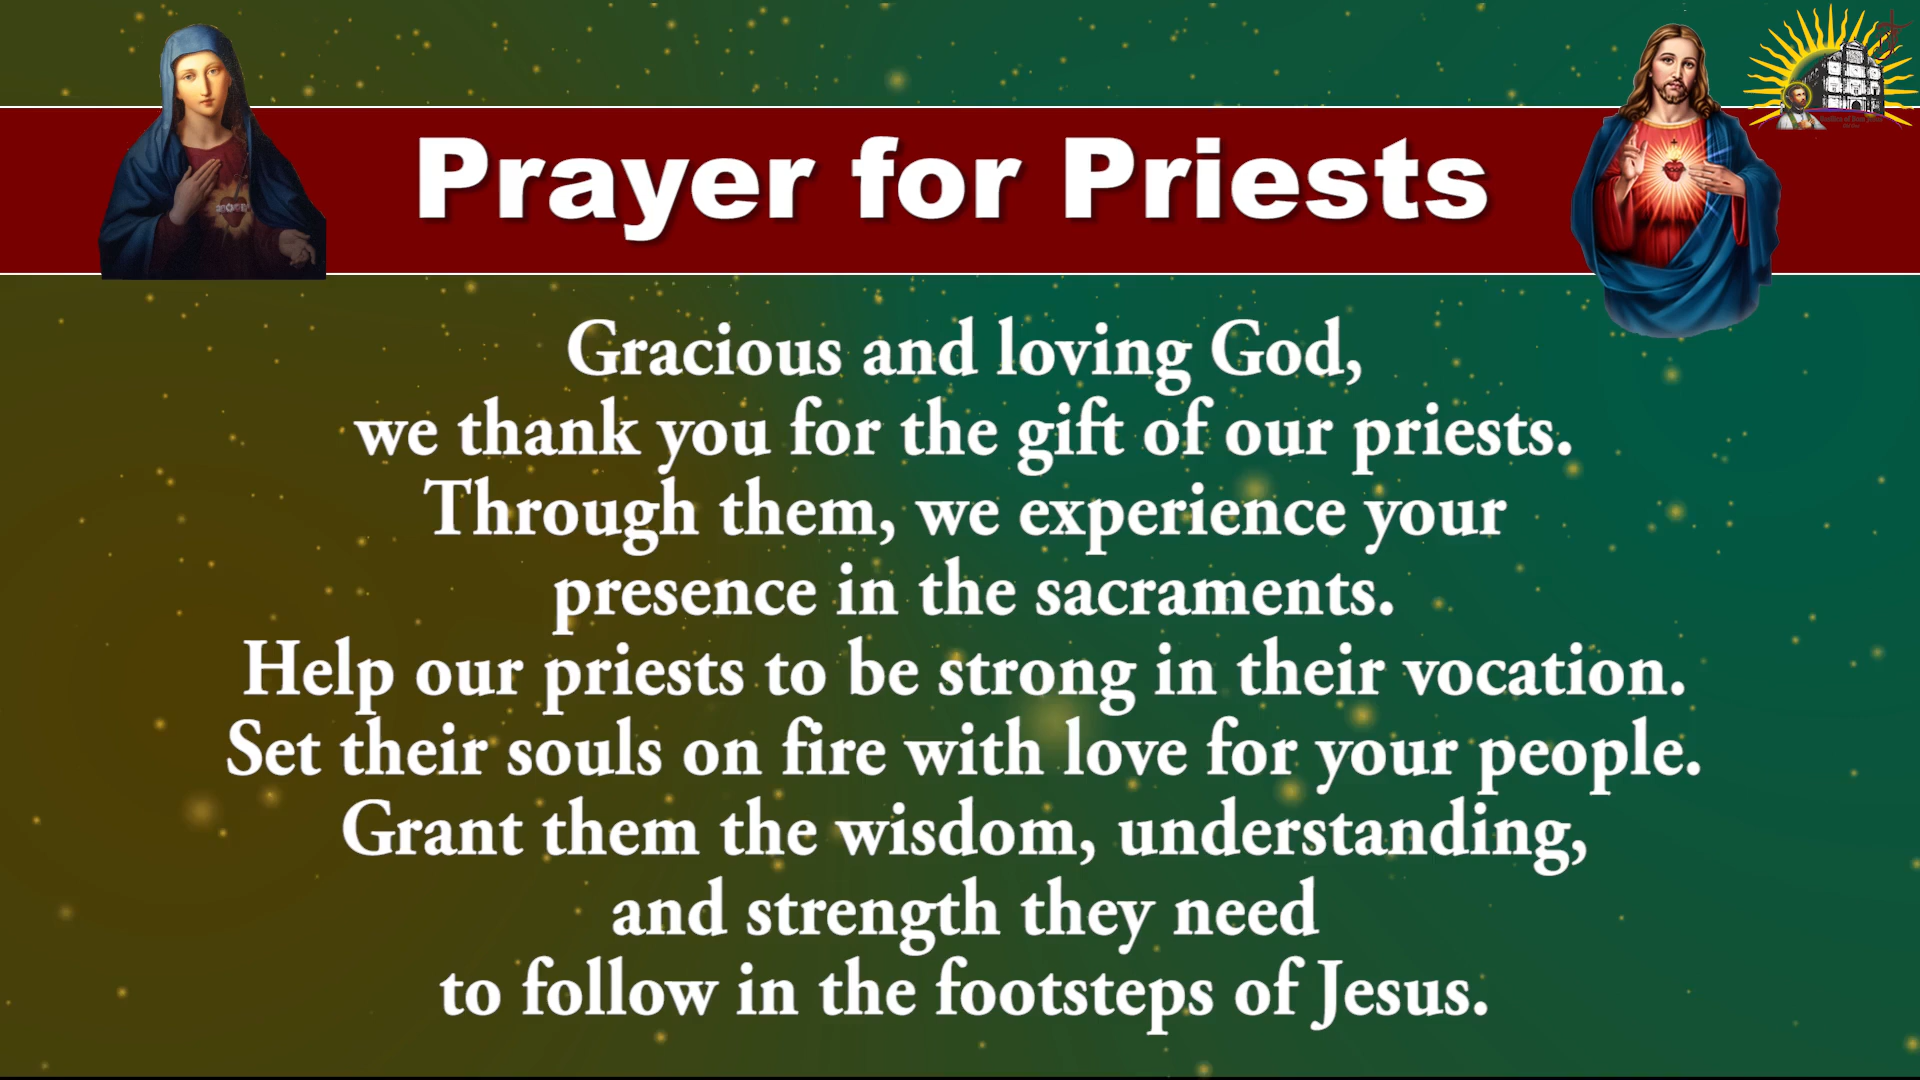 Prayer for Priests
Gracious and loving God,
we thank you for the gift of our priests.
Through them, we experience your
presence in the sacraments.
Help our priests to be strong in their vocation.
Set their souls on fire with love for your people.
Grant them the wisdom, understanding,
and strength they need
to follow in the footsteps of Jesus.